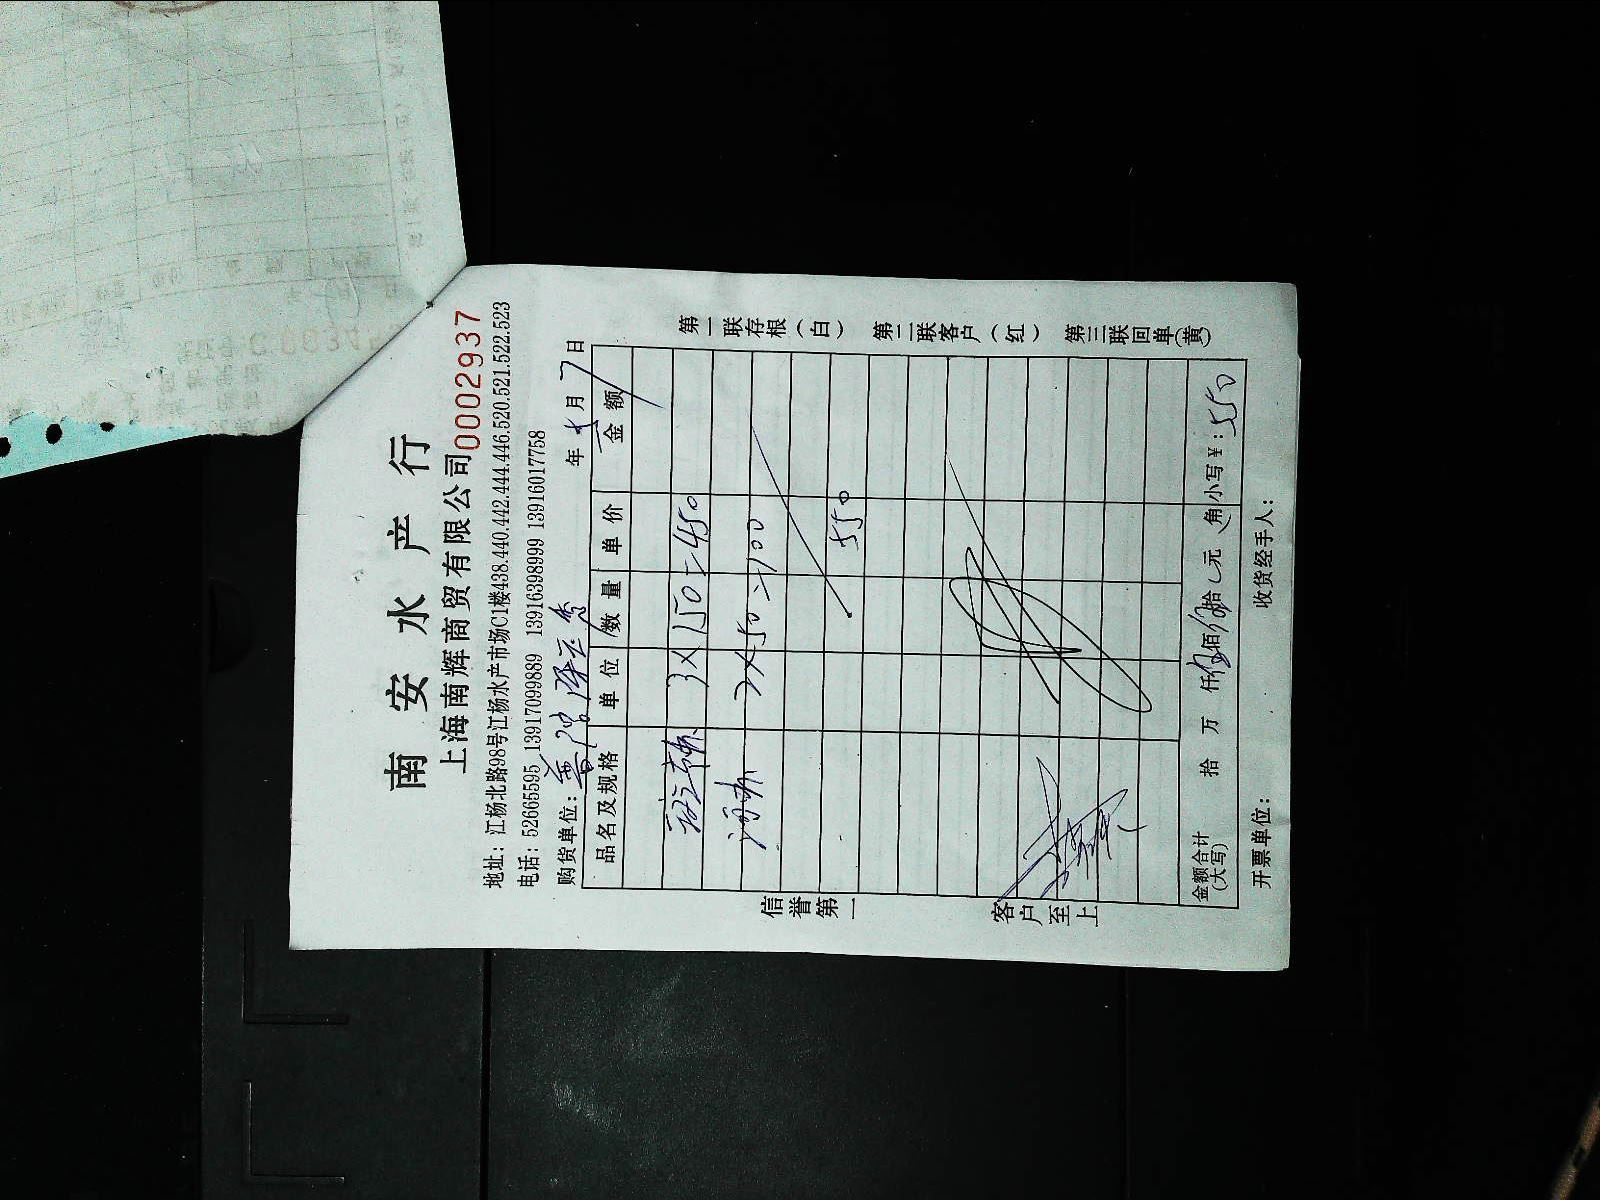 南安水产行
上海南辉商贸有限公司 0002937
地址：江杨北路98号江杨水产市场C1楼438.440.442.444.446.520.521.522.523
电话：52665595 13917099889 13916398999 13916017758
购货单位：
年 月 7 日
品名及规格 单位 数量 单价 金额
3×150=450
2×50=100
550
金额合计(大写) 拾 万 仟 伍 佰 伍 拾 元 角 小写￥：550
开票单位： 收货经手人：
信誉第一
客户至上
第一联存根（白）
第二联客户（红）
第三联回单（黄）